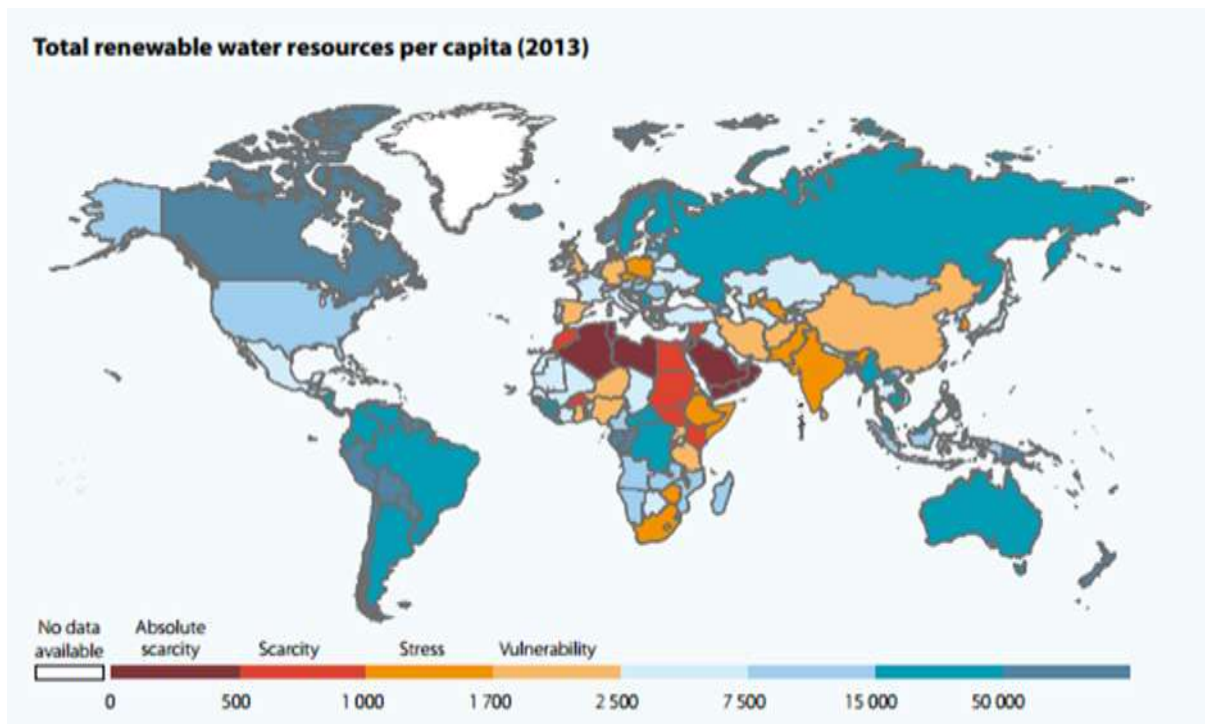 Total renewable water resources per capita (2013)
No data
available
Absolute
scarcity
Scarcity
Stress
Vulnerability
0
500
1 000
1 700
2 500
7 500
15 000
50 000